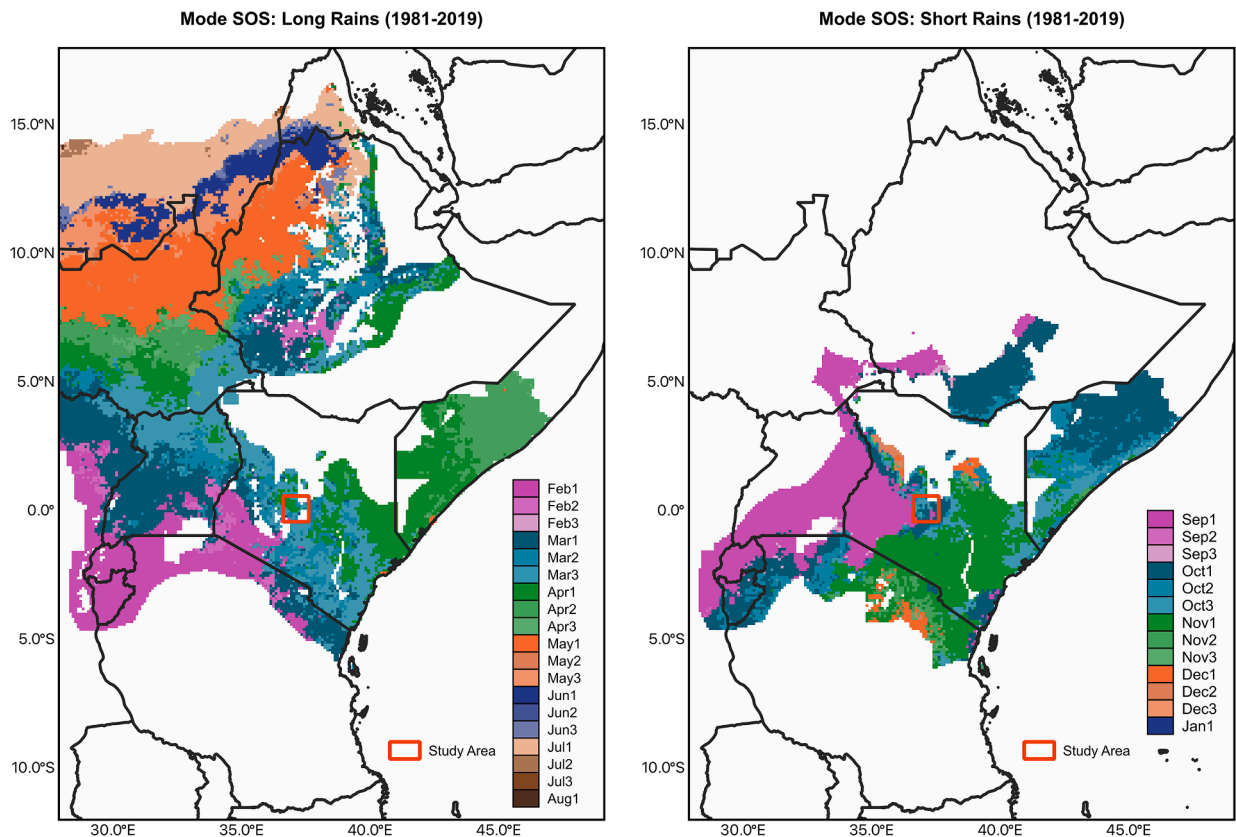 Mode SOS: Long Rains (1981-2019)
Mode SOS: Short Rains (1981-2019)
15.0°N
10.0°N
5.0°N
0.0°
5.0°S
10.0°S
30.0°E
35.0°E
40.0°E
45.0°E
Feb1
Feb2
Feb3
Mar1
Mar2
Mar3
Apr1
Apr2
Apr3
May1
May2
May3
Jun1
Jun2
Jun3
Jul1
Jul2
Jul3
Aug1
Study Area
15.0°N
10.0°N
5.0°N
0.0°
5.0°S
10.0°S
30.0°E
35.0°E
40.0°E
45.0°E
Sep1
Sep2
Sep3
Oct1
Oct2
Oct3
Nov1
Nov2
Nov3
Dec1
Dec2
Dec3
Jan1
Study Area